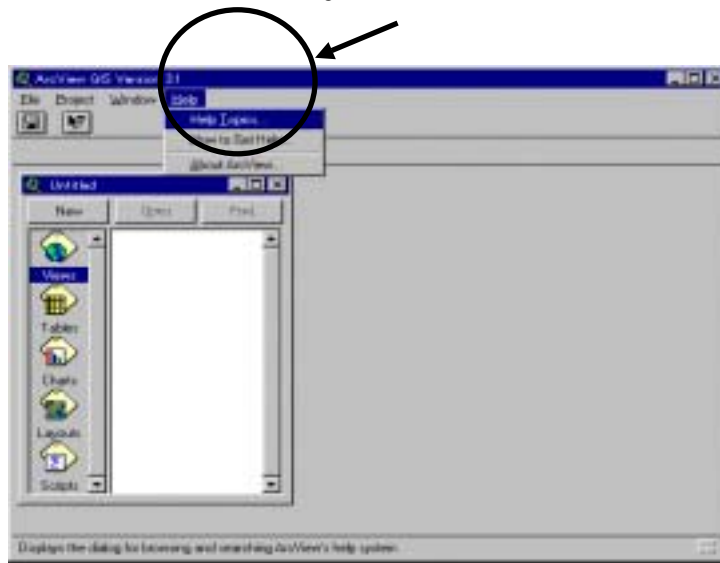 ArcView GIS Version 3.1
File Project Window Help
Help Topics...
How to Get Help
About ArcView...
Untitled
New Open Print
Views
Tables
Charts
Layouts
Scripts
Displays the dialog for browsing and searching ArcView's help system